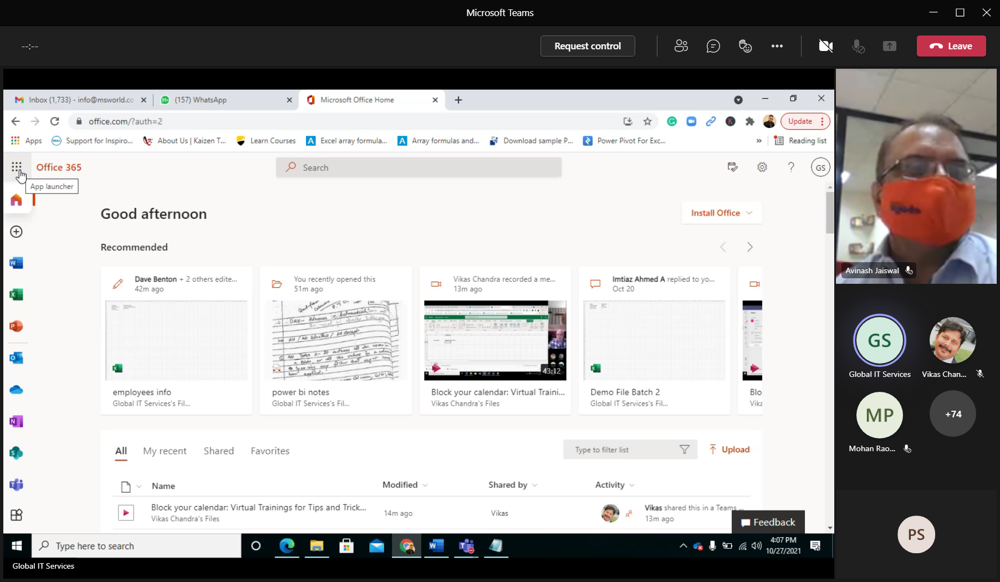 Microsoft Teams
--:--
Request control
Leave
Inbox (1,733) - info@msworld.co
99+
(157) WhatsApp
Microsoft Office Home
office.com/?auth=2
Update
Apps
Support for Inspiro...
About Us | Kaizen T...
Learn Courses
Excel array formula...
Array formulas and...
Download sample P...
Power Pivot For Exc...
»
Reading list
Office 365
Search
GS
App launcher
Good afternoon
Install Office
Recommended
Dave Benton + 2 others edite...
42m ago
You recently opened this
51m ago
Vikas Chandra recorded a me...
13m ago
Imtiaz Ahmed A replied to yo...
Oct 20
43:12
employees info
Global IT Services's Fil...
power bi notes
Global IT Services's Fil...
Block your calendar: Virtual Traini...
Vikas Chandra's Files
Demo File Batch 2
Global IT Services's Fil...
Blo
Vika
All
My recent
Shared
Favorites
Type to filter list
Upload
Name
Modified
Shared by
Activity
Block your calendar: Virtual Trainings for Tips and Trick...
Vikas Chandra's Files
14m ago
Vikas
Vikas shared this in a Teams ...
13m ago
Feedback
Type here to search
4:07 PM
10/27/2021
Global IT Services
Avinash Jaiswal
GS
Global IT Services
Vikas Chan...
MP
Mohan Rao...
+74
PS